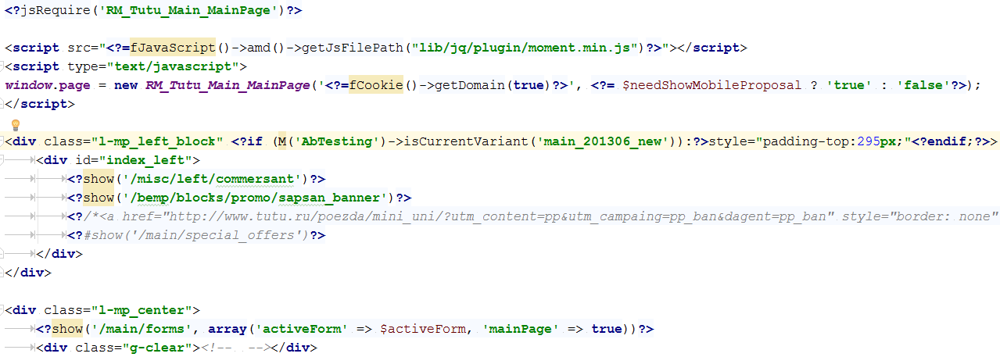 <?jsRequire('RM_Tutu_Main_MainPage')?>
<script src="<?=fJavaScript()->amd()->getJsFilePath("lib/jq/plugin/moment.min.js")?>"></script>
<script type="text/javascript">
window.page = new RM_Tutu_Main_MainPage('<?=fCookie()->getDomain(true)?>', <?= $needShowMobileProposal ? 'true' : 'false'?>);
</script>
<div class="l-mp_left_block" <?if (M('AbTesting')->isCurrentVariant('main_201306_new')):?>style="padding-top:295px;"<?endif;?>>
<div id="index_left">
<?show('/misc/left/commersant')?>
<?show('/bemp/blocks/promo/sapsan_banner')?>
<?/*<a href="http://www.tutu.ru/poezda/mini_uni/?utm_content=pp&utm_campaing=pp_ban&dagent=pp_ban" style="border: none"
<?#show('/main/special_offers')?>
</div>
</div>
<div class="l-mp_center">
<?show('/main/forms', array('activeForm' => $activeForm, 'mainPage' => true))?>
<div class="g-clear"><!-- --></div>